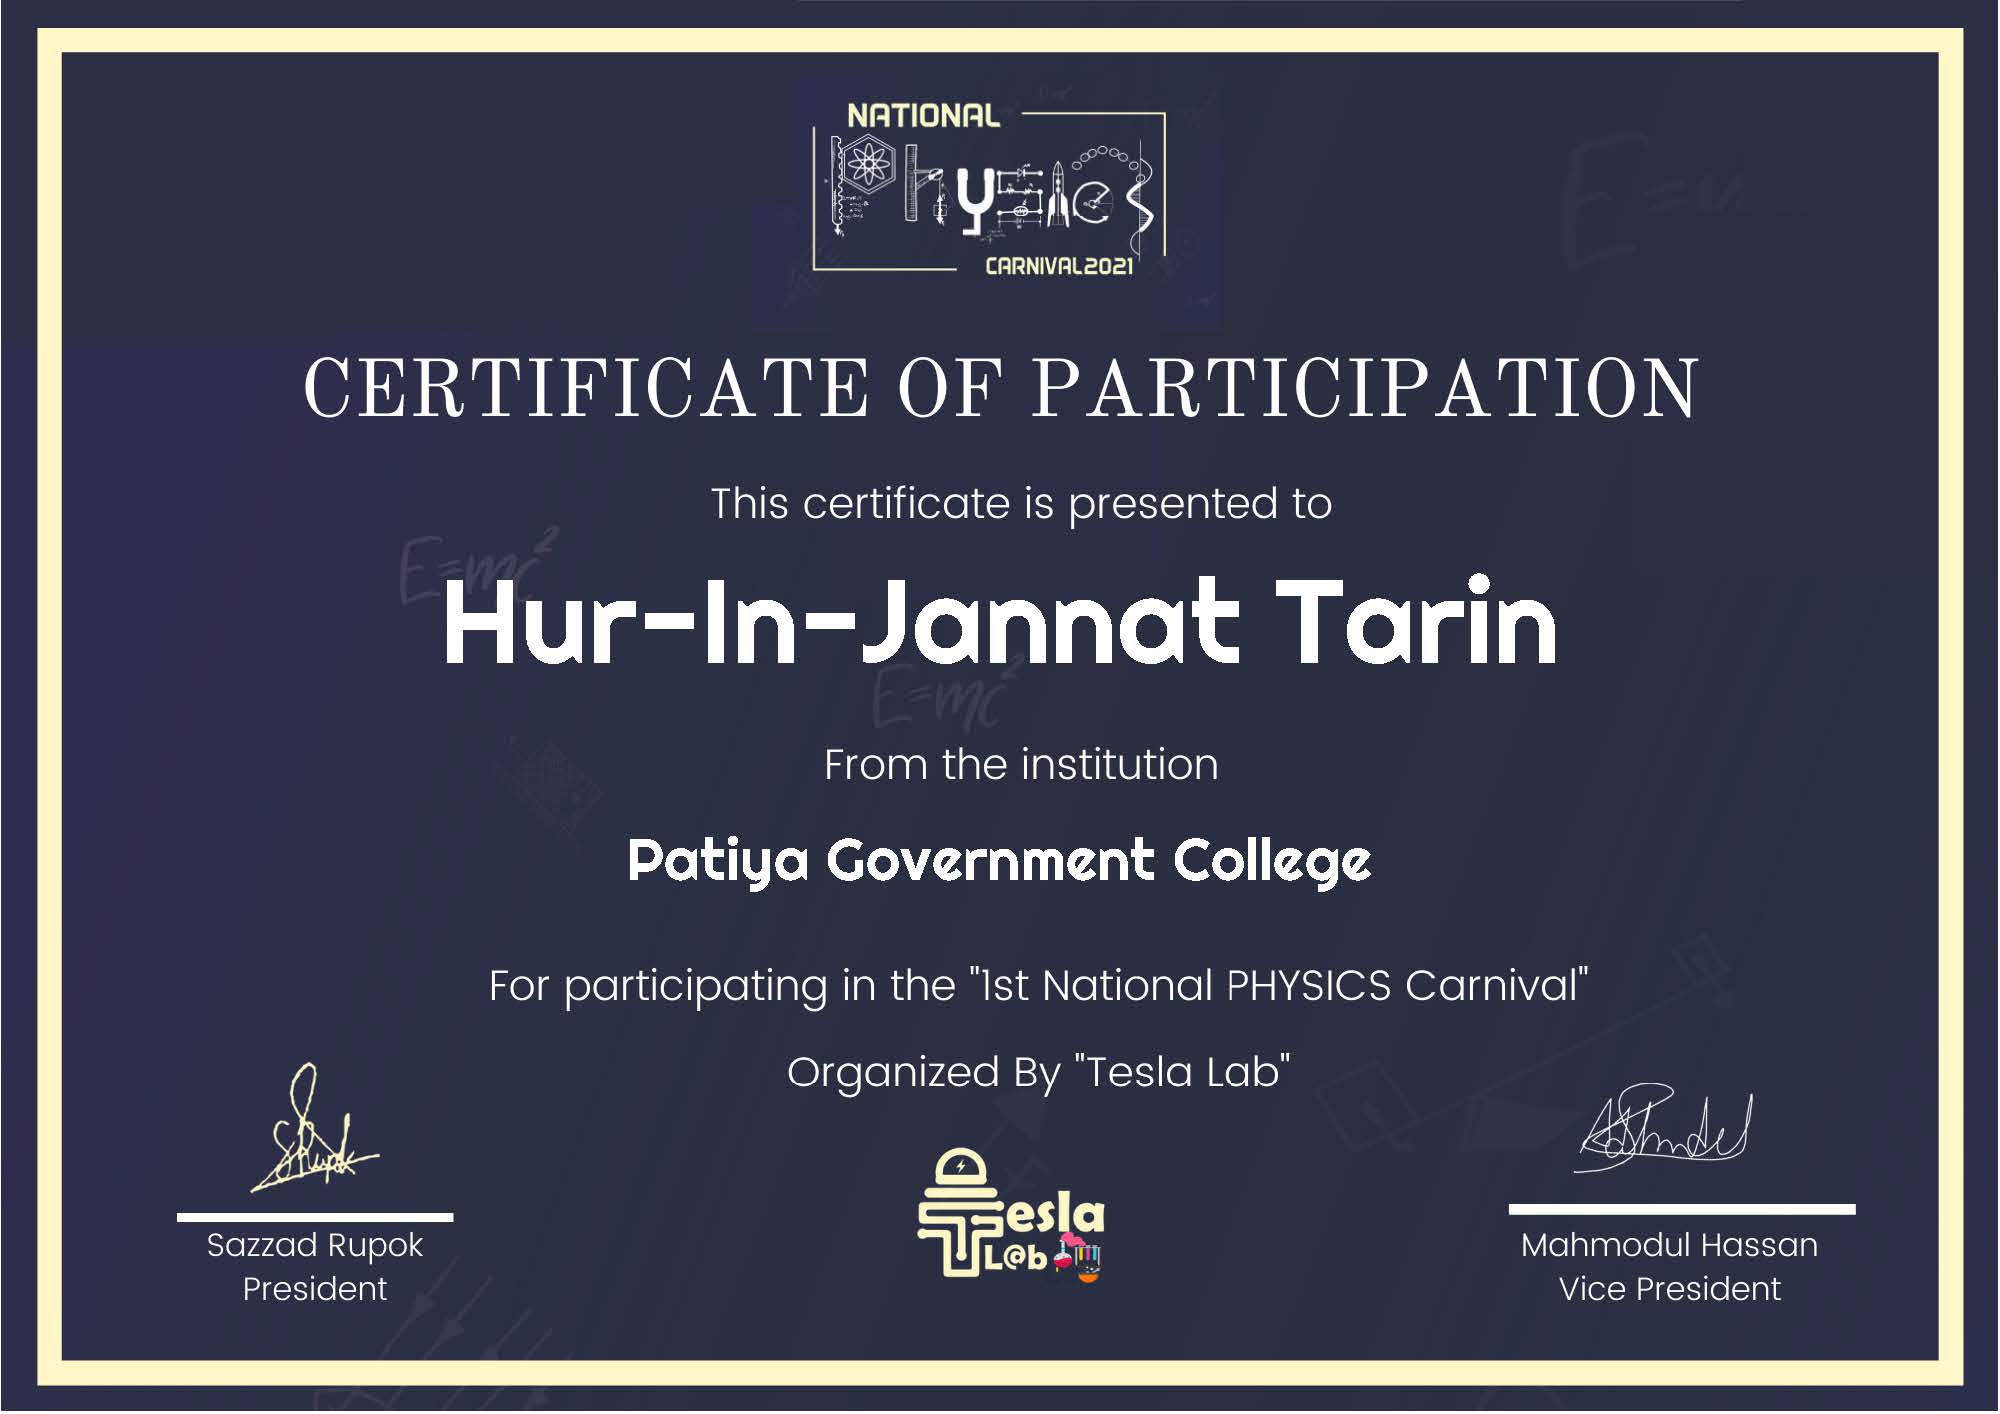 NATIONAL
Physics
CARNIVAL2021
CERTIFICATE OF PARTICIPATION
This certificate is presented to
E=mc²
Hur-In-Jannat Tarin
E=mc²
From the institution
Patiya Government College
For participating in the "1st National PHYSICS Carnival"
Organized By "Tesla Lab"
Tesla
L@b
Sazzad Rupok
President
Mahmodul Hassan
Vice President